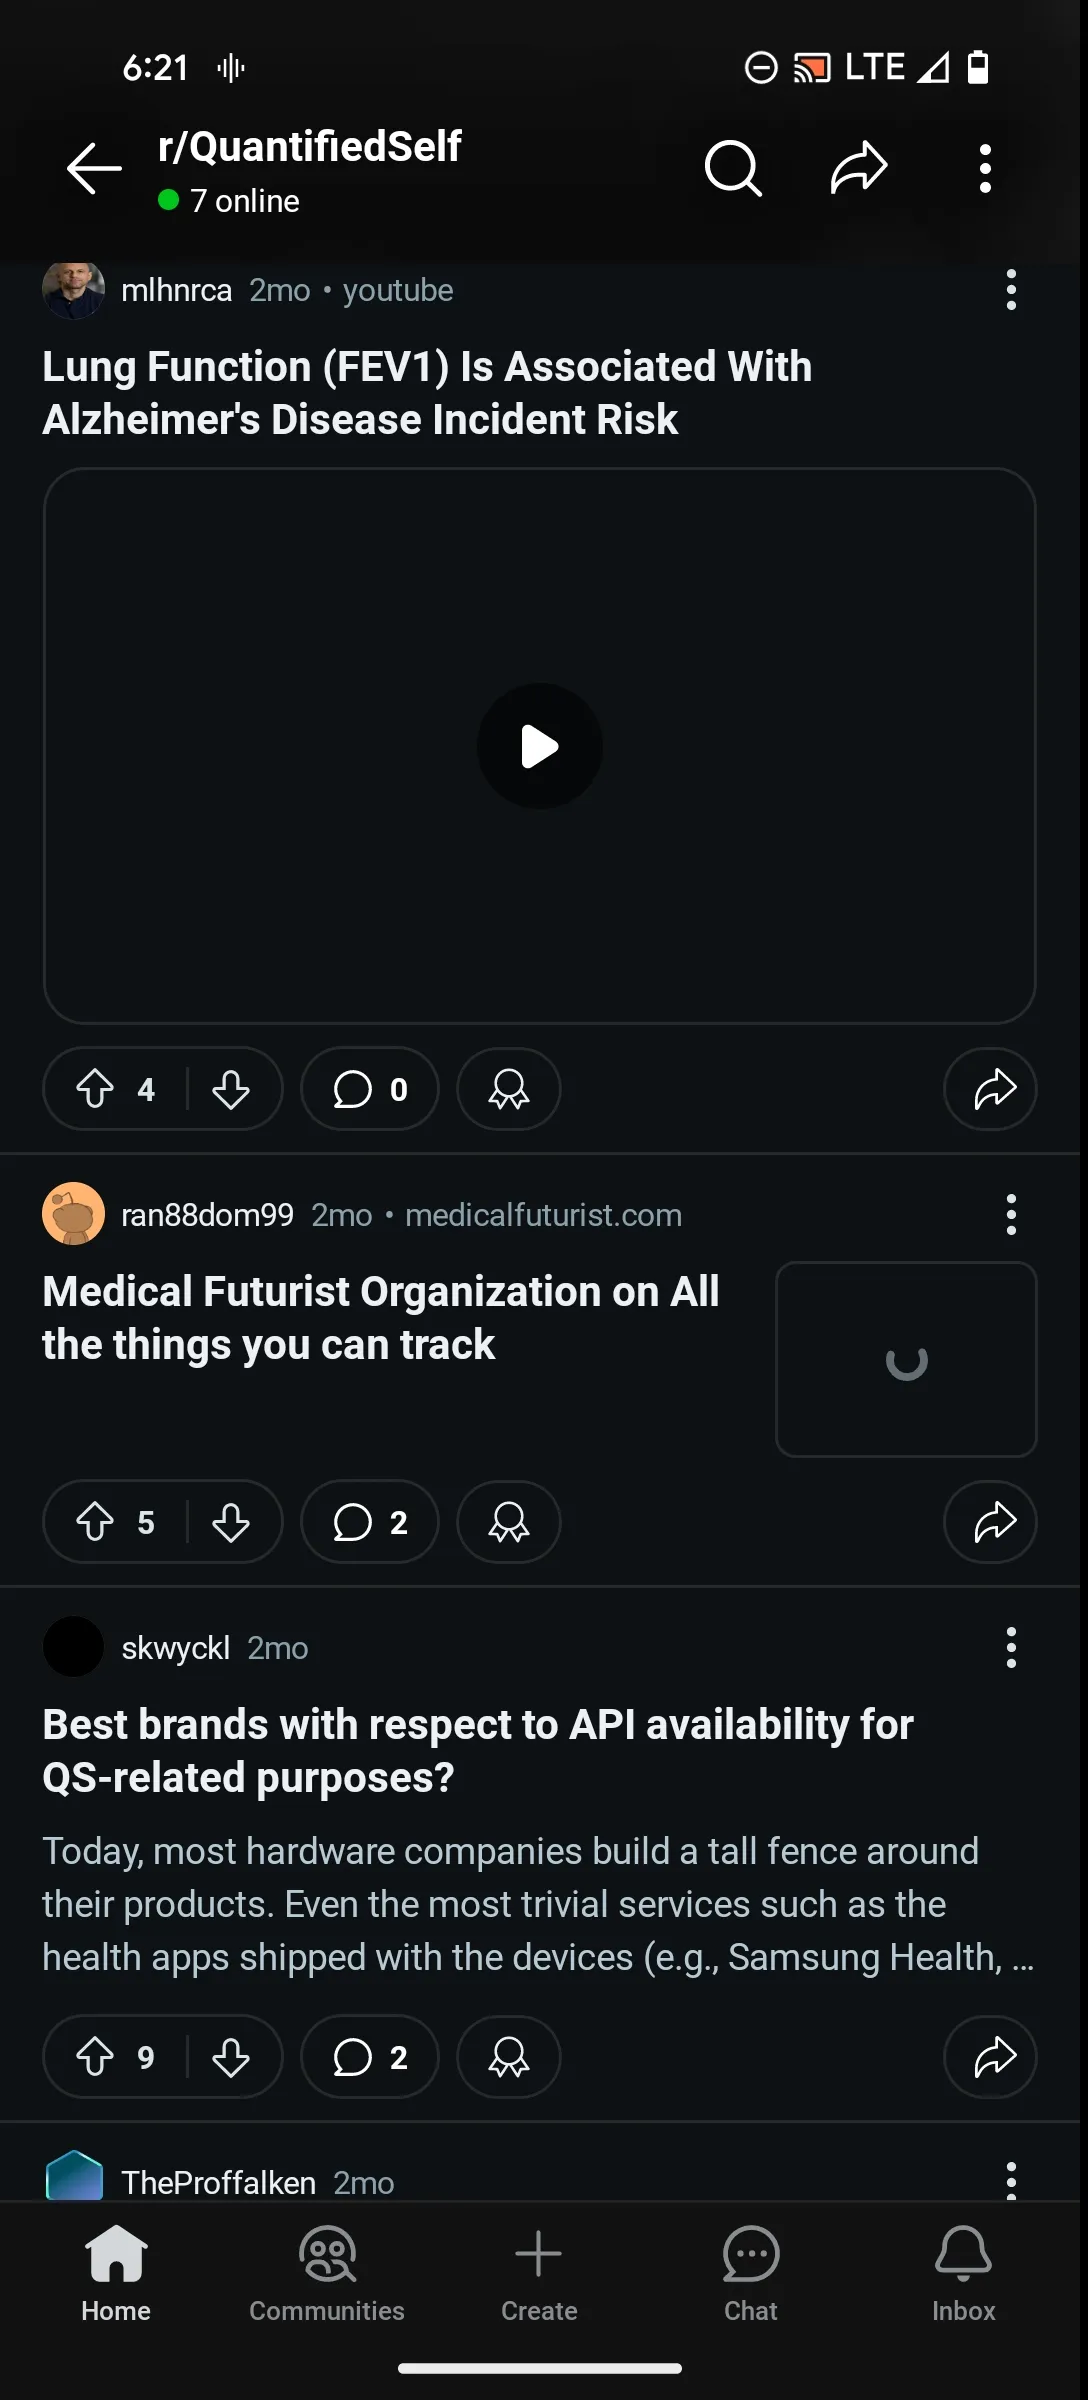 6:21 LTE
r/QuantifiedSelf
7 online
mlhnrca 2mo • youtube
Lung Function (FEV1) Is Associated With
Alzheimer's Disease Incident Risk
4 0
ran88dom99 2mo • medicalfuturist.com
Medical Futurist Organization on All
the things you can track
5 2
skwyckl 2mo
Best brands with respect to API availability for
QS-related purposes?
Today, most hardware companies build a tall fence around
their products. Even the most trivial services such as the
health apps shipped with the devices (e.g., Samsung Health, …
9 2
TheProffalken 2mo
Home Communities Create Chat Inbox